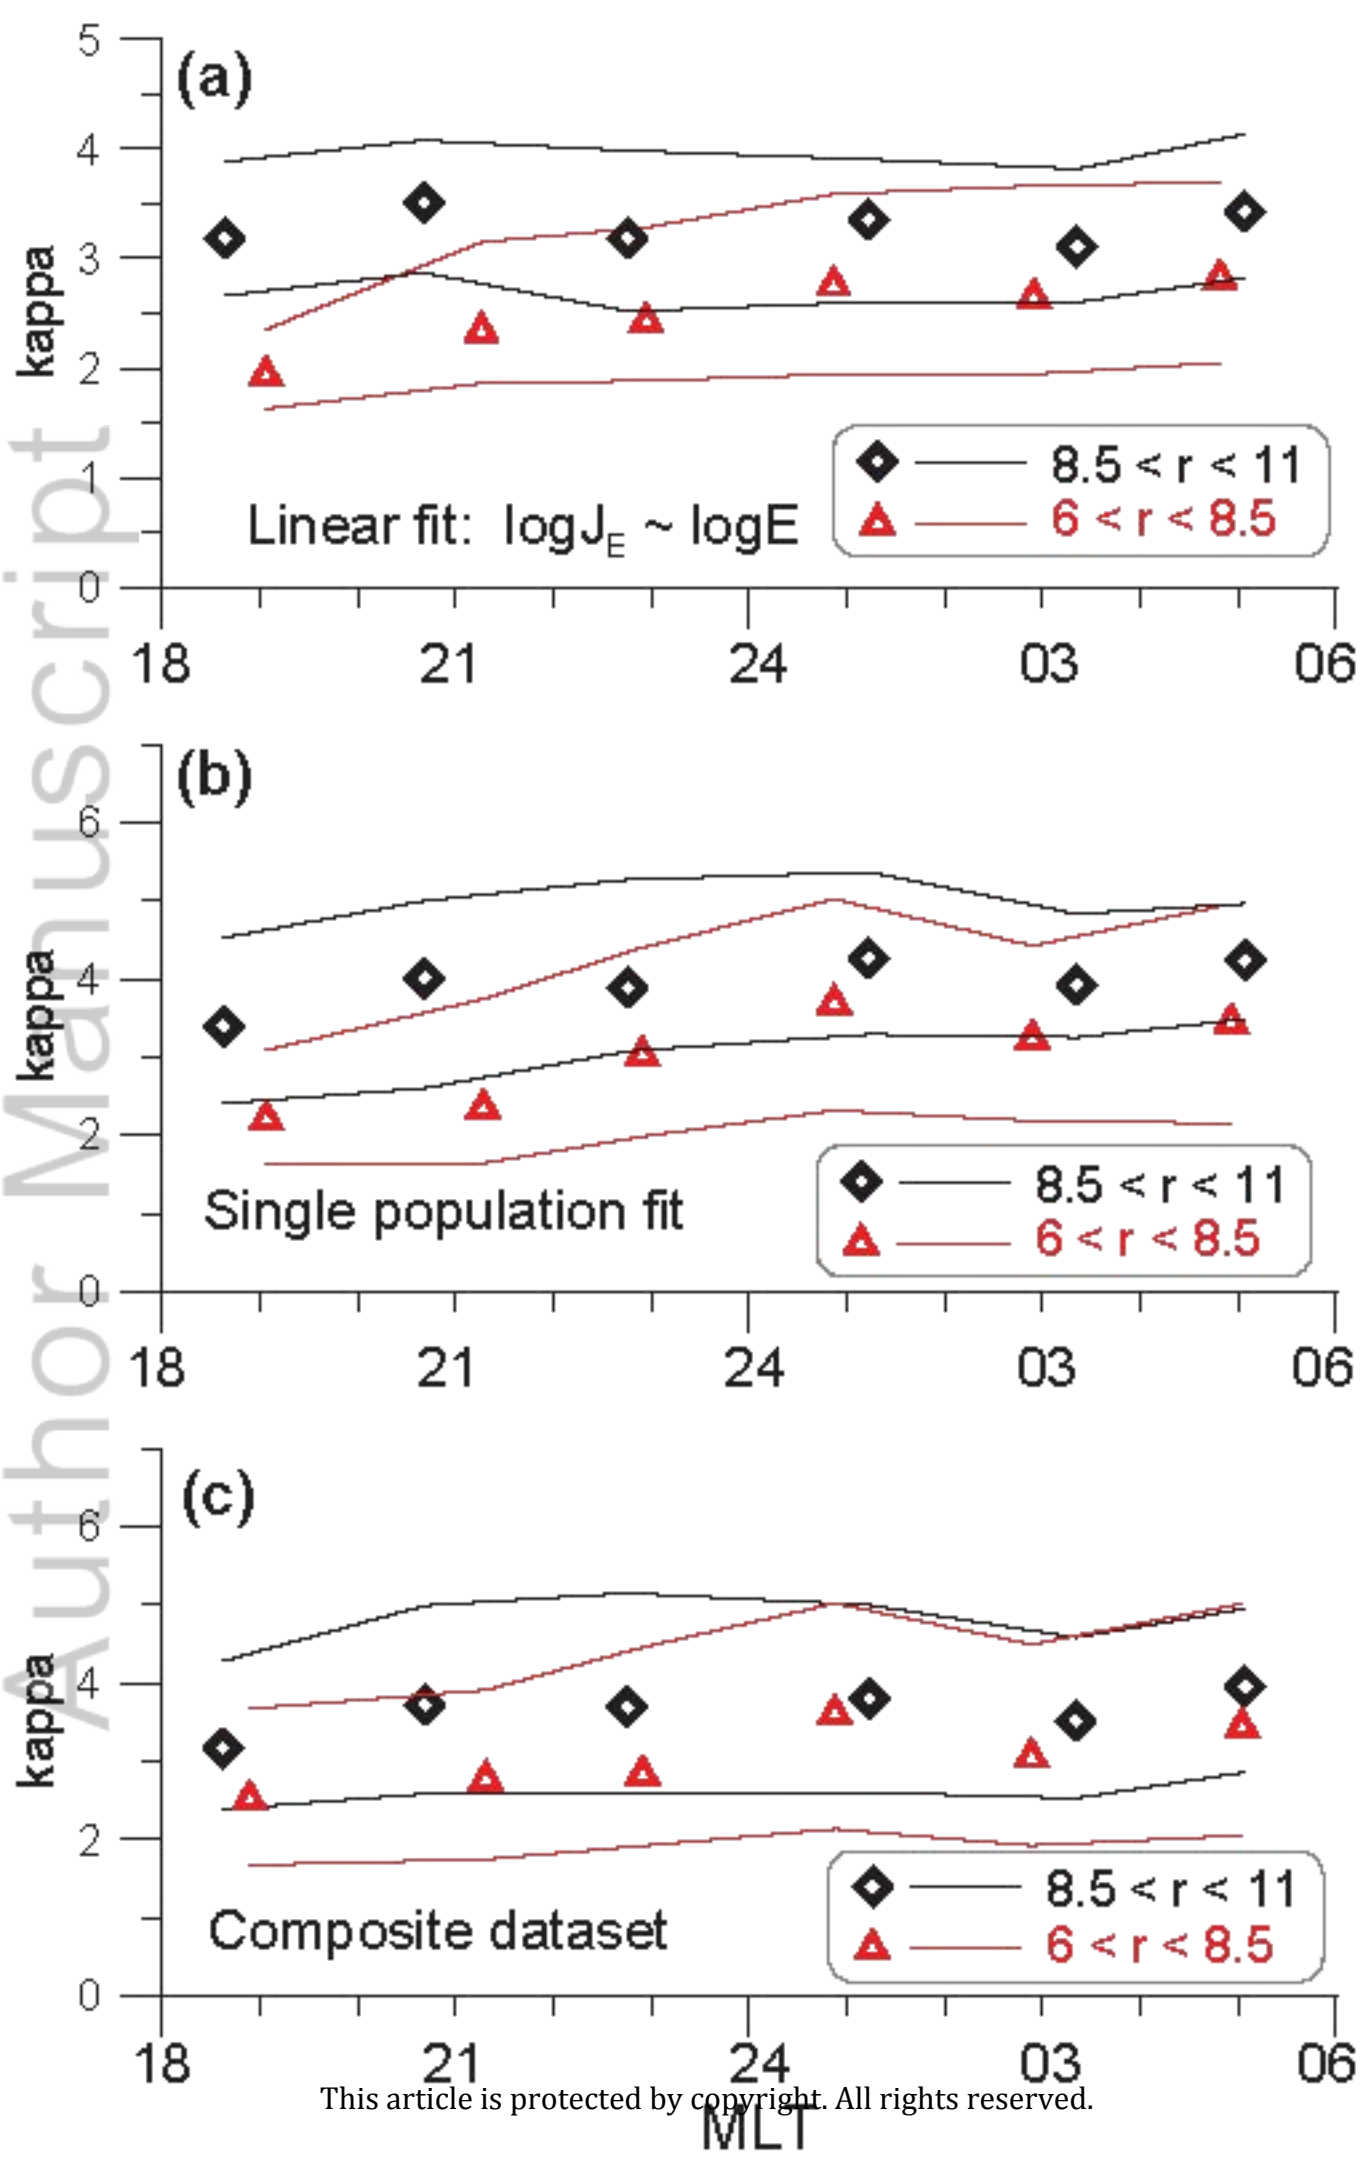 Author Manuscript
(a)
5
4
3
2
1
0
kappa
8.5 < r < 11
6 < r < 8.5
Linear fit: logJE ~ logE
18 21 24 03 06
(b)
6
4
2
0
kappa
8.5 < r < 11
6 < r < 8.5
Single population fit
18 21 24 03 06
(c)
6
4
2
0
kappa
8.5 < r < 11
6 < r < 8.5
Composite dataset
18 21 24 03 06
MLT
This article is protected by copyright. All rights reserved.